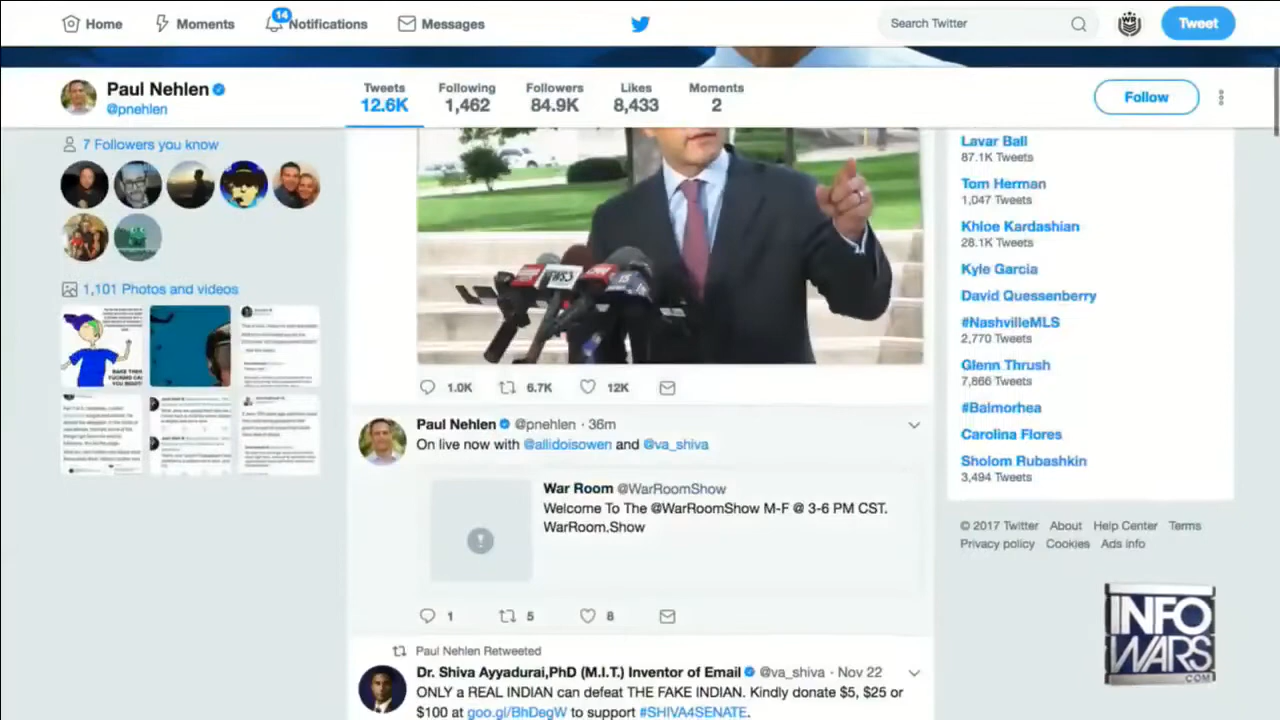 Home
Moments
14
Notifications
Messages
Search Twitter
Tweet
Paul Nehlen
@pnehlen
Tweets
12.6K
Following
1,462
Followers
84.9K
Likes
8,433
Moments
2
Follow
7 Followers you know
1,101 Photos and videos
1.0K 6.7K 12K
Paul Nehlen @pnehlen · 36m
On live now with @allidoisowen and @va_shiva
War Room @WarRoomShow
Welcome To The @WarRoomShow M-F @ 3-6 PM CST.
WarRoom.Show
1 5 8
Paul Nehlen Retweeted
Dr. Shiva Ayyadurai,PhD (M.I.T.) Inventor of Email @va_shiva · Nov 22
ONLY a REAL INDIAN can defeat THE FAKE INDIAN. Kindly donate $5, $25 or
$100 at goo.gl/BhDegW to support #SHIVA4SENATE.
Lavar Ball
87.1K Tweets
Tom Herman
1,047 Tweets
Khloe Kardashian
28.1K Tweets
Kyle Garcia
David Quessenberry
#NashvilleMLS
2,770 Tweets
Glenn Thrush
7,866 Tweets
#Balmorhea
Carolina Flores
Sholom Rubashkin
3,494 Tweets
© 2017 Twitter About Help Center Terms
Privacy policy Cookies Ads info
INFO
WARS
.COM